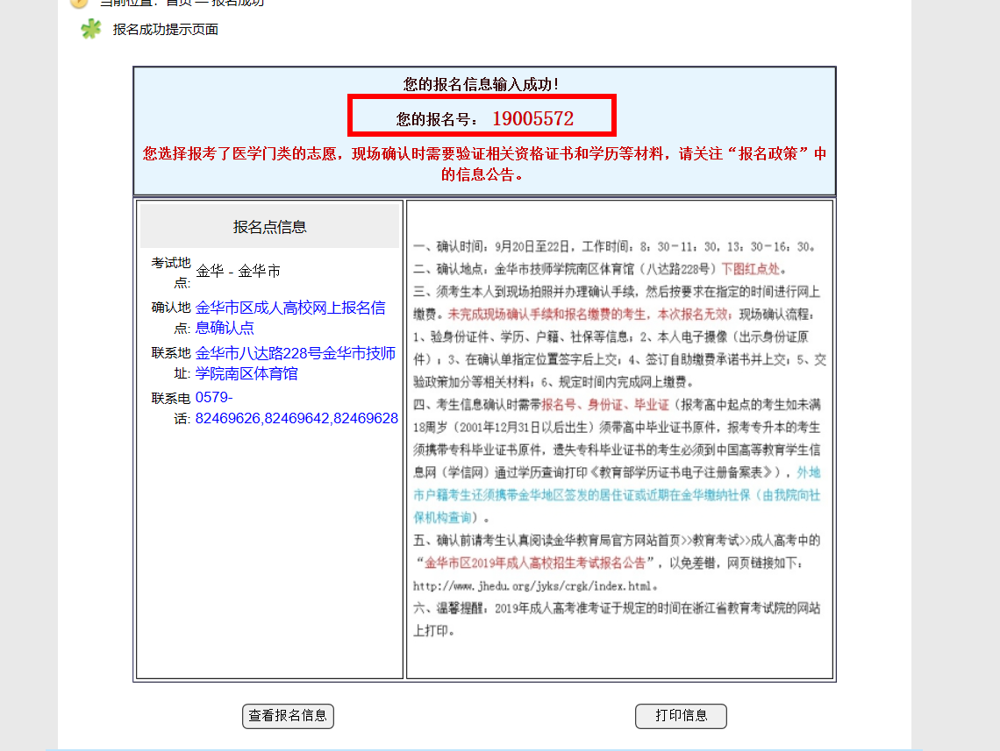 当前位置：首页 — 报名成功
报名成功提示页面
您的报名信息输入成功！
您的报名号： 19005572
您选择报考了医学门类的志愿，现场确认时需要验证相关资格证书和学历等材料，请关注“报名政策”中
的信息公告。
报名点信息
考试地
点:
金华 - 金华市
确认地
点:
金华市区成人高校网上报名信
息确认点
联系地
址:
金华市八达路228号金华市技师
学院南区体育馆
联系电
话:
0579-
82469626,82469642,82469628
一、确认时间：9月20日至22日，工作时间：8：30－11：30，13：30－16：30。
二、确认地点：金华市技师学院南区体育馆（八达路228号）下图红点处。
三、须考生本人到现场拍照并办理确认手续，然后按要求在指定的时间进行网上
缴费。未完成现场确认手续和报名缴费的考生，本次报名无效；现场确认流程：
1、验身份证件、学历、户籍、社保等信息；2、本人电子摄像（出示身份证原
件）；3、在确认单指定位置签字后上交；4、签订自助缴费承诺书并上交；5、交
验政策加分等相关材料；6、规定时间内完成网上缴费。
四、考生信息确认时需带报名号、身份证、毕业证（报考高中起点的考生如未满
18周岁（2001年12月31日以后出生）须带高中毕业证书原件，报考专升本的考生
须携带专科毕业证书原件，遗失专科毕业证书的考生必须到中国高等教育学生信
息网（学信网）通过学历查询打印《教育部学历证书电子注册备案表》），外地
市户籍考生还须携带金华地区签发的居住证或近期在金华缴纳社保（由我院向社
保机构查询）。
五、确认前请考生认真阅读金华教育局官方网站首页>>教育考试>>成人高考中的
“金华市区2019年成人高校招生考试报名公告”，以免差错，网页链接如下：
http://www.jhedu.org/jyks/crgk/index.html。
六、温馨提醒：2019年成人高考准考证于规定的时间在浙江省教育考试院的网站
上打印。
查看报名信息
打印信息